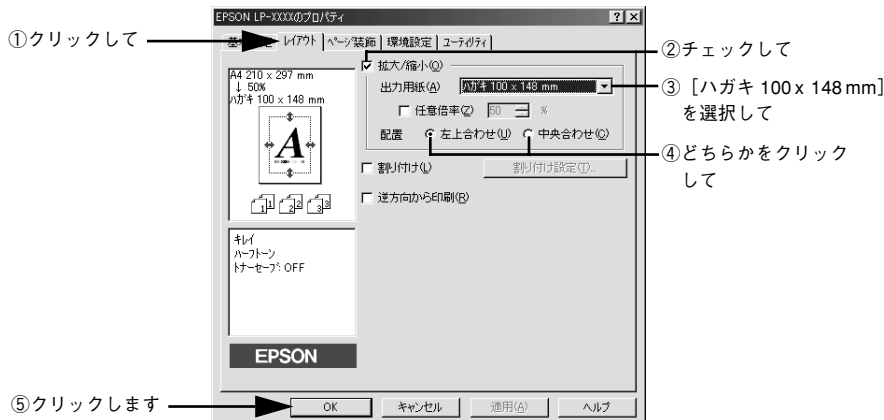 EPSON LP-XXXXのプロパティ
レイアウト ページ装飾 環境設定 ユーティリティ
①クリックして
②チェックして
③［ハガキ 100 x 148 mm］
を選択して
④どちらかをクリック
して
A4 210 x 297 mm
↓ 50%
ハガキ 100 x 148 mm
A
1 1 2 2 3 3
拡大/縮小(O)
出力用紙(A) ハガキ 100 x 148 mm
任意倍率(Z) 50 %
配置 左上合わせ(U) 中央合わせ(C)
割り付け(L) 割り付け設定(T)...
逆方向から印刷(R)
キレイ
ハーフトーン
トナーセーブ: OFF
EPSON
⑤クリックします
OK キャンセル 適用(A) ヘルプ